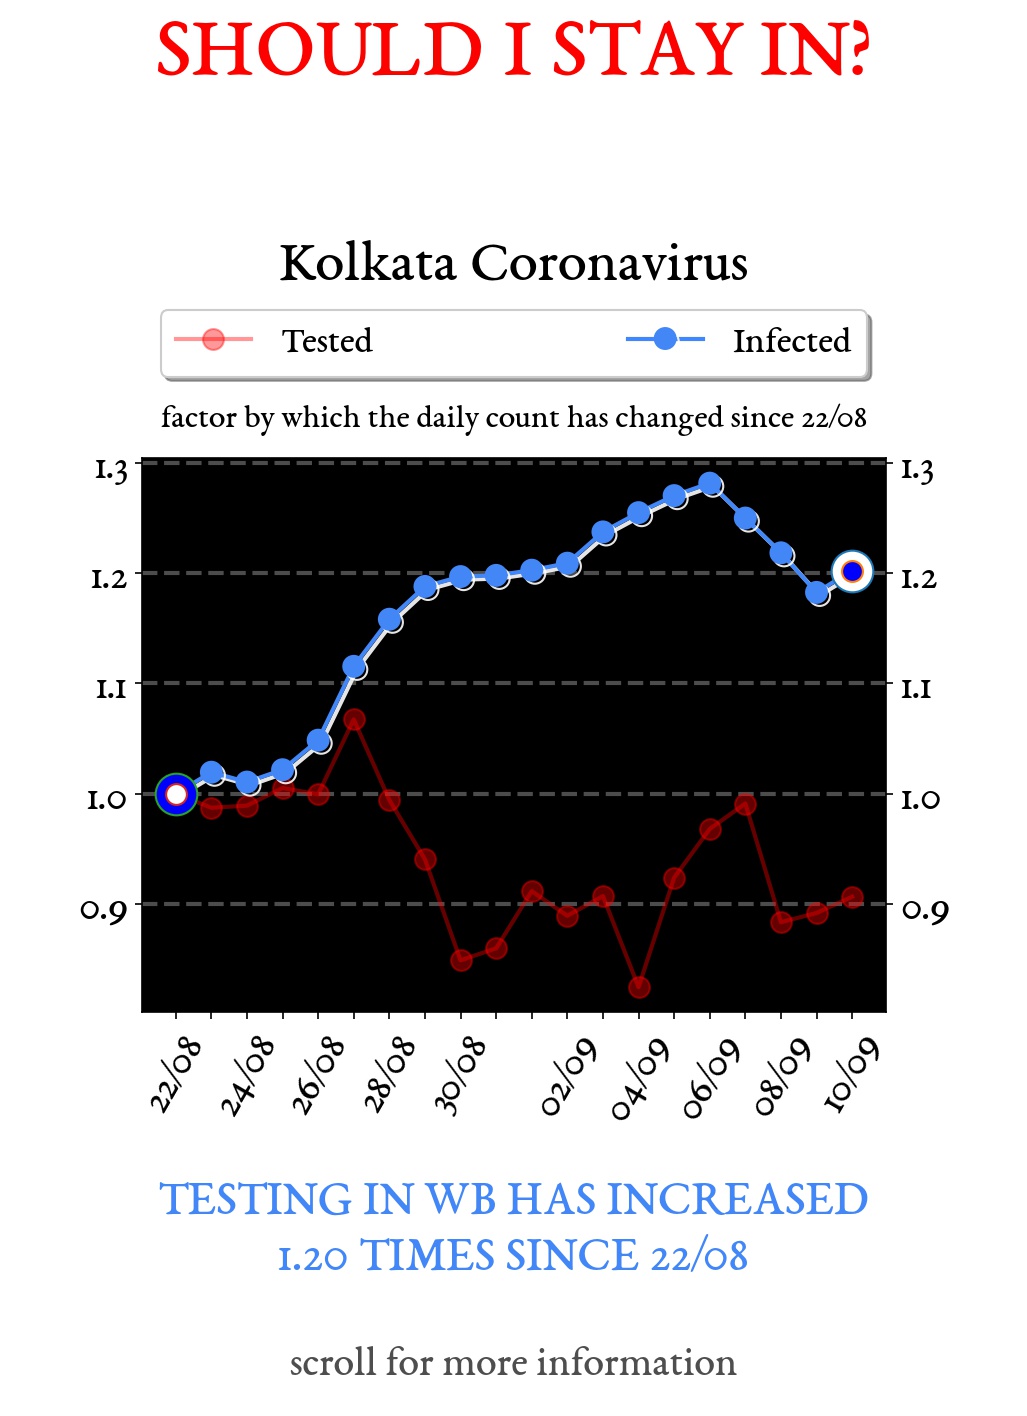 SHOULD I STAY IN?
Kolkata Coronavirus
Tested Infected
factor by which the daily count has changed since 22/08
1.3 1.3
1.2 1.2
1.1 1.1
1.0 1.0
0.9 0.9
22/08 24/08 26/08 28/08 30/08 02/09 04/09 06/09 08/09 10/09
TESTING IN WB HAS INCREASED
1.20 TIMES SINCE 22/08
scroll for more information